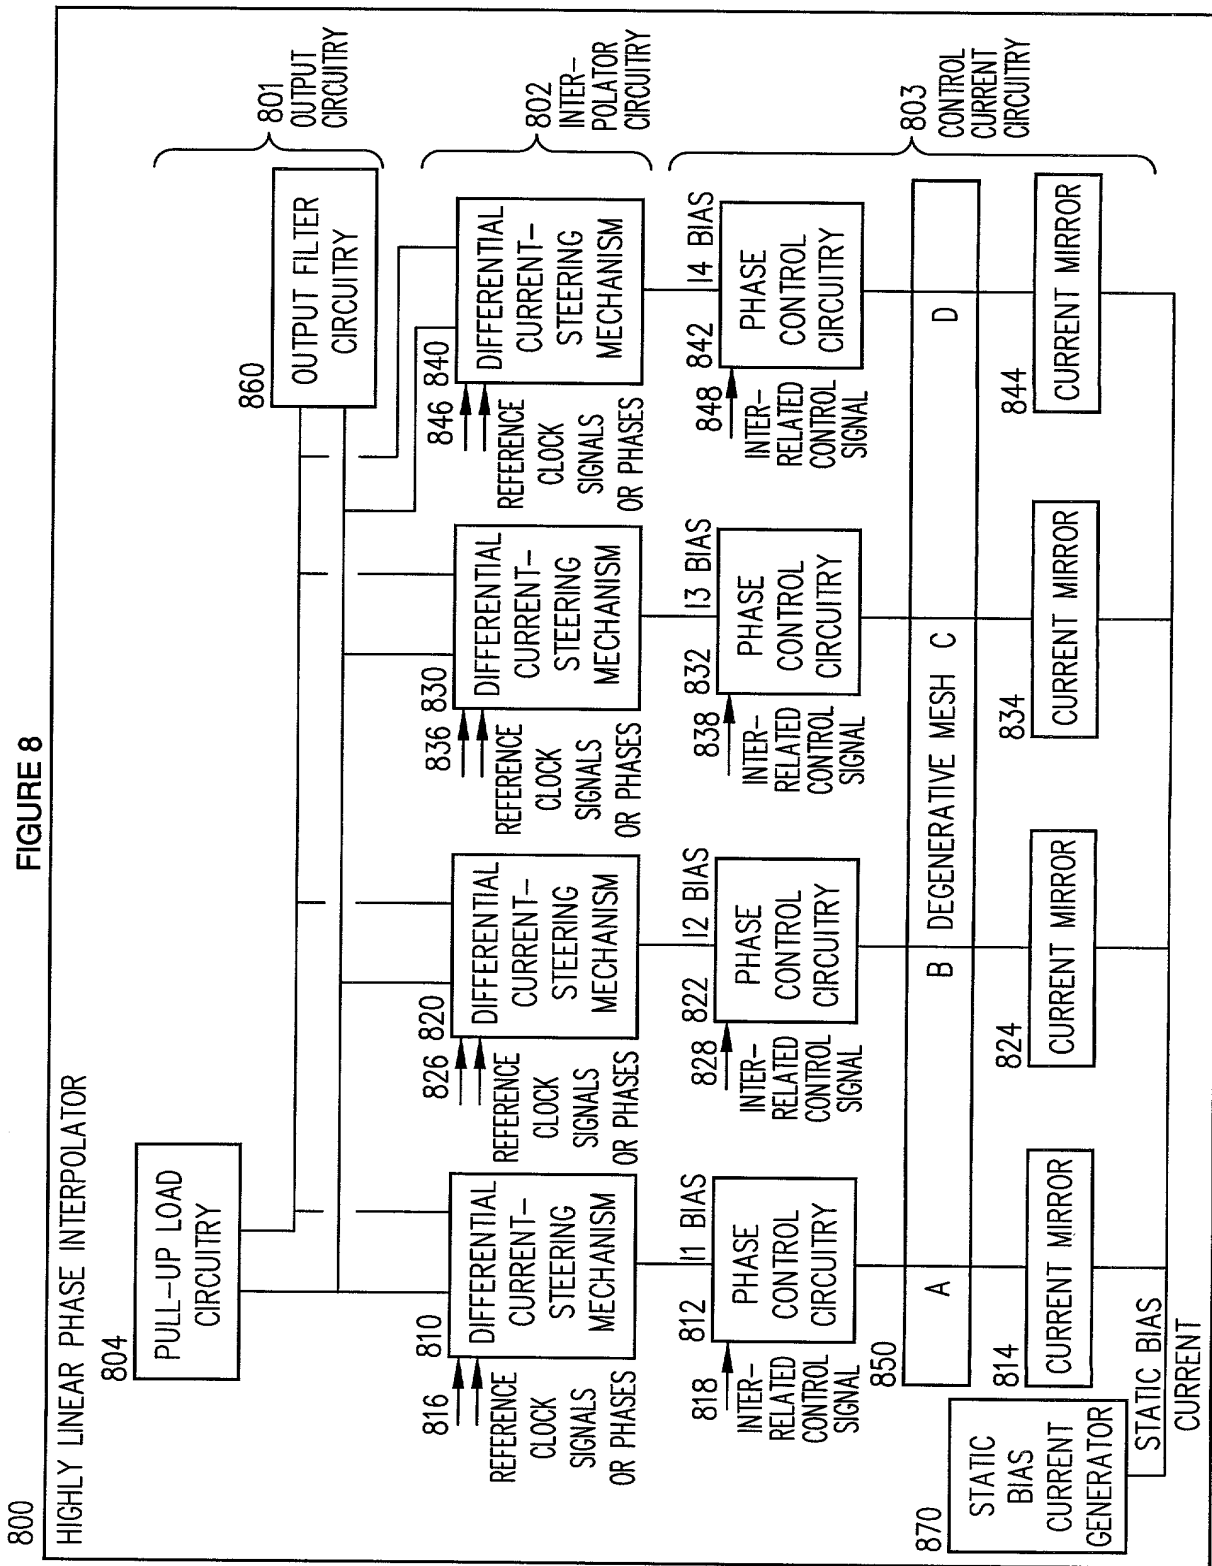 FIGURE 8
800
HIGHLY LINEAR PHASE INTERPOLATOR
804
PULL-UP LOAD
CIRCUITRY
860
OUTPUT FILTER
CIRCUITRY
801
OUTPUT
CIRCUITRY
816
810
DIFFERENTIAL
CURRENT-
STEERING
MECHANISM
REFERENCE
CLOCK
SIGNALS
OR PHASES
826
820
DIFFERENTIAL
CURRENT-
STEERING
MECHANISM
REFERENCE
CLOCK
SIGNALS
OR PHASES
836
830
DIFFERENTIAL
CURRENT-
STEERING
MECHANISM
REFERENCE
CLOCK
SIGNALS
OR PHASES
846
840
DIFFERENTIAL
CURRENT-
STEERING
MECHANISM
REFERENCE
CLOCK
SIGNALS
OR PHASES
802
INTER-
POLATOR
CIRCUITRY
I1 BIAS
818
812
PHASE
CONTROL
CIRCUITRY
INTER-
RELATED
CONTROL
SIGNAL
I2 BIAS
828
822
PHASE
CONTROL
CIRCUITRY
INTER-
RELATED
CONTROL
SIGNAL
I3 BIAS
838
832
PHASE
CONTROL
CIRCUITRY
INTER-
RELATED
CONTROL
SIGNAL
I4 BIAS
848
842
PHASE
CONTROL
CIRCUITRY
INTER-
RELATED
CONTROL
SIGNAL
803
CONTROL
CURRENT
CIRCUITRY
850
A B DEGENERATIVE MESH C D
814
CURRENT MIRROR
824
CURRENT MIRROR
834
CURRENT MIRROR
844
CURRENT MIRROR
870
STATIC
BIAS
CURRENT
GENERATOR
STATIC BIAS
CURRENT